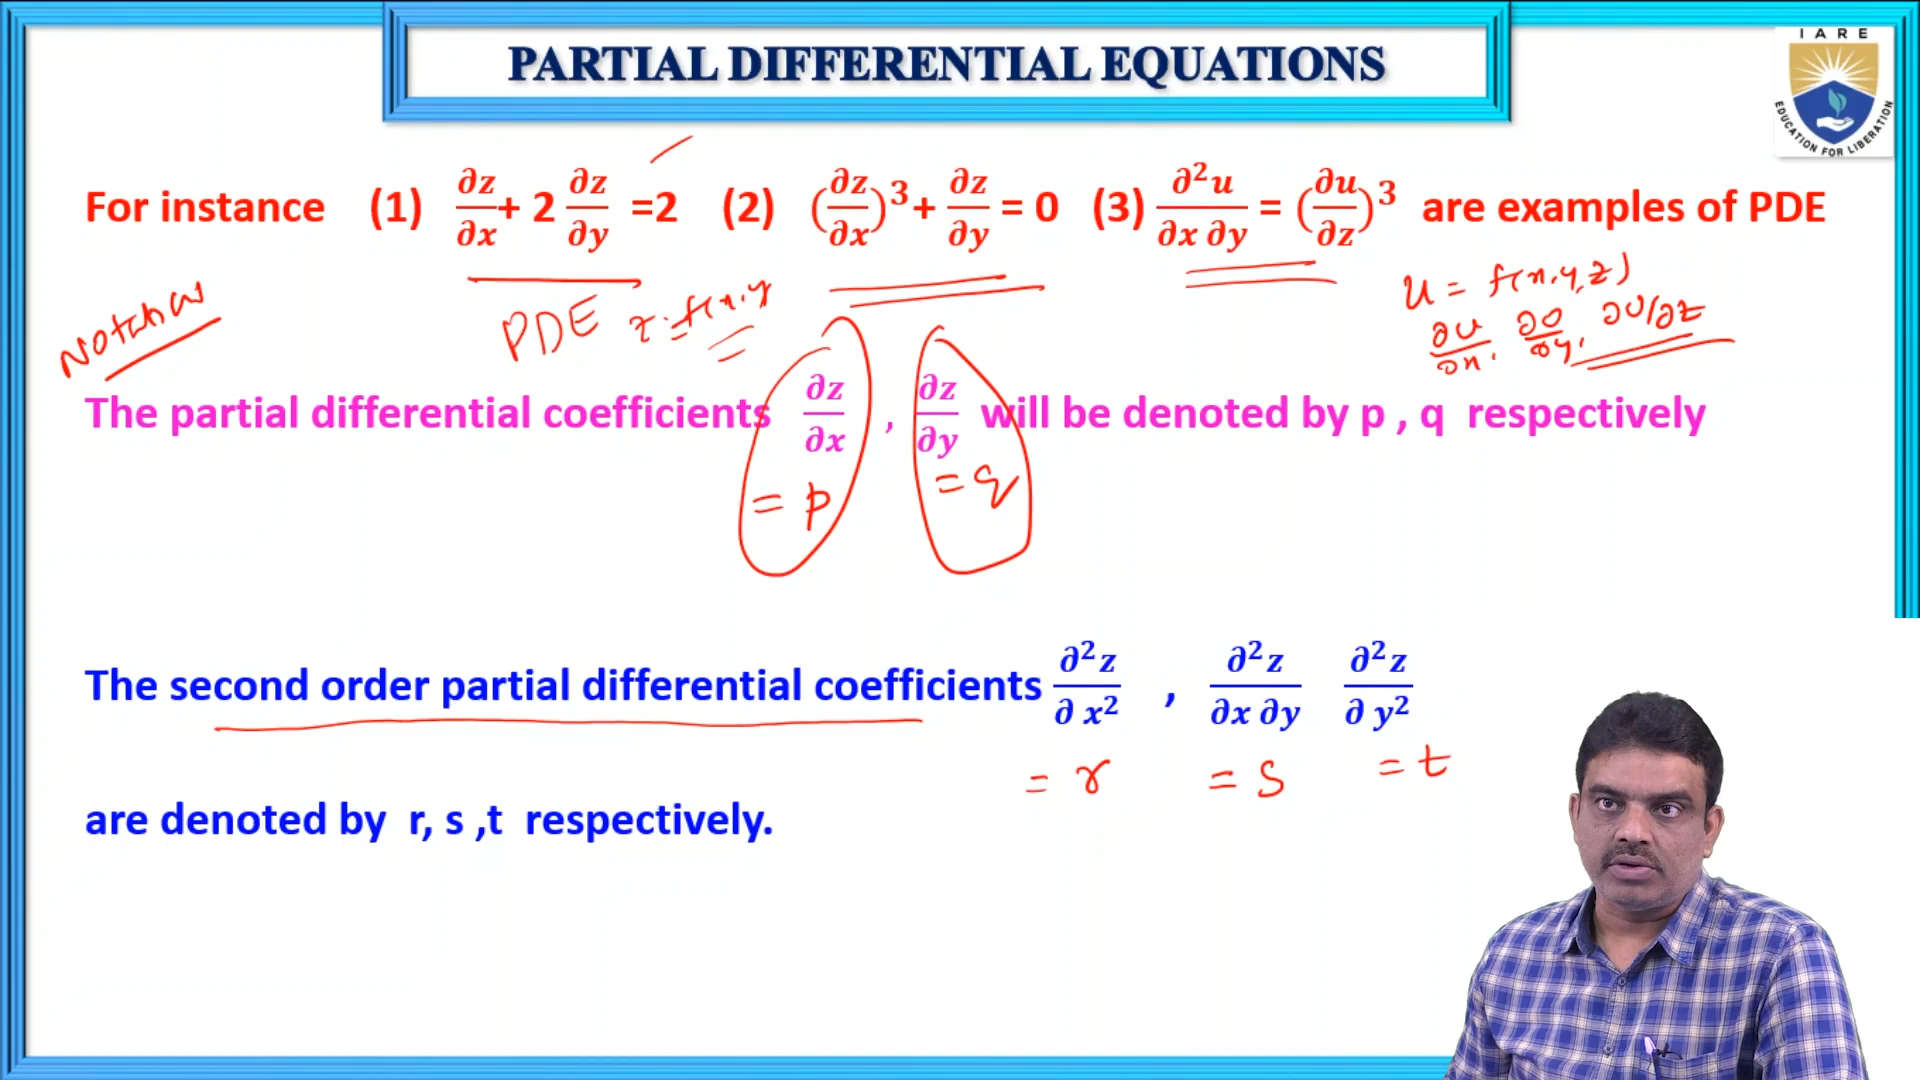 I A R E
EDUCATION FOR LIBERATION
PARTIAL DIFFERENTIAL EQUATIONS
For instance (1) ∂z/∂x + 2 ∂z/∂y =2 (2) (∂z/∂x)³ + ∂z/∂y = 0 (3) ∂²u/∂x ∂y = (∂u/∂z)³ are examples of PDE
PDE z = f(x,y
u = f(x,y,z)
∂u/∂x, ∂u/∂y, ∂u/∂z
The partial differential coefficients ∂z/∂x , ∂z/∂y will be denoted by p , q respectively
= p = q
The second order partial differential coefficients ∂²z/∂ x² , ∂²z/∂x ∂y ∂²z/∂ y²
= r = s = t
are denoted by r, s ,t respectively.